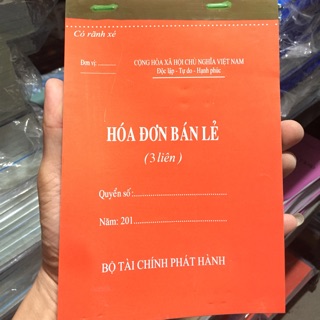 Có rãnh xé
Đơn vị: ............ CỘNG HÒA XÃ HỘI CHỦ NGHĨA VIỆT NAM
Độc lập - Tự do - Hạnh phúc
HÓA ĐƠN BÁN LẺ
(3 liên)
Quyển số:..............................
Năm: 201..............................
BỘ TÀI CHÍNH PHÁT HÀNH